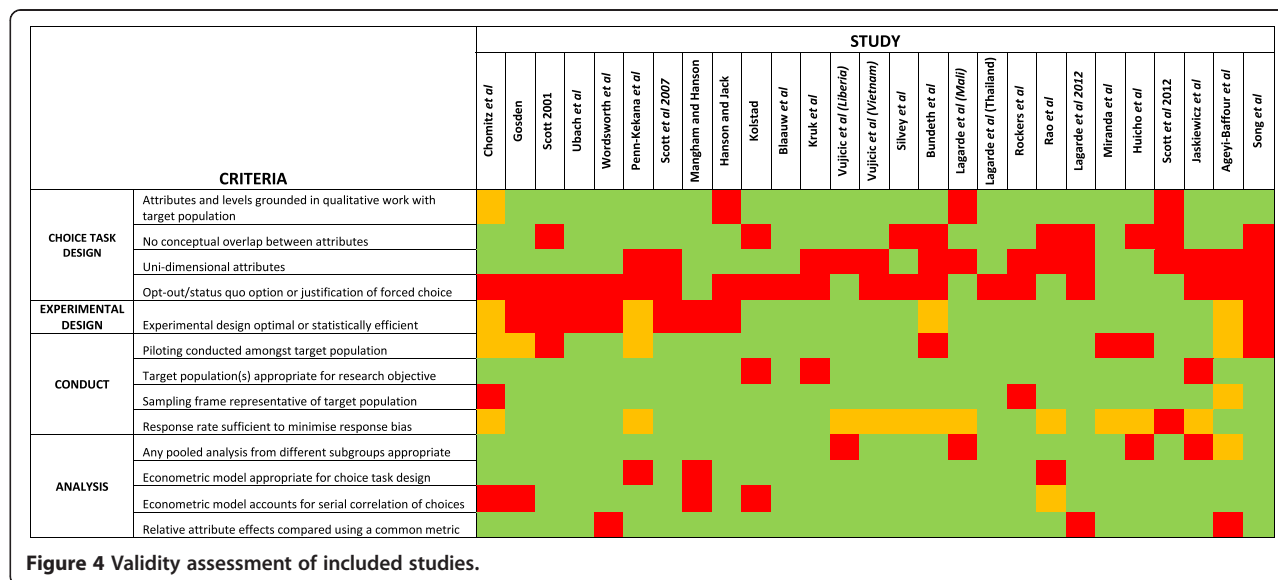 STUDY
CRITERIA
Chomitz et al
Gosden
Scott 2001
Ubach et al
Wordsworth et al
Penn-Kekana et al
Scott et al 2007
Mangham and Hanson
Hanson and Jack
Kolstad
Blaauw et al
Kruk et al
Vujicic et al (Liberia)
Vujicic et al (Vietnam)
Silvey et al
Bundeth et al
Lagarde et al (Mali)
Lagarde et al (Thailand)
Rockers et al
Rao et al
Lagarde et al 2012
Miranda et al
Huicho et al
Scott et al 2012
Jaskiewicz et al
Ageyi-Baffour et al
Song et al
CHOICE TASK
DESIGN
Attributes and levels grounded in qualitative work with
target population
No conceptual overlap between attributes
Uni-dimensional attributes
Opt-out/status quo option or justification of forced choice
EXPERIMENTAL
DESIGN
Experimental design optimal or statistically efficient
CONDUCT
Piloting conducted amongst target population
Target population(s) appropriate for research objective
Sampling frame representative of target population
Response rate sufficient to minimise response bias
ANALYSIS
Any pooled analysis from different subgroups appropriate
Econometric model appropriate for choice task design
Econometric model accounts for serial correlation of choices
Relative attribute effects compared using a common metric
Figure 4 Validity assessment of included studies.